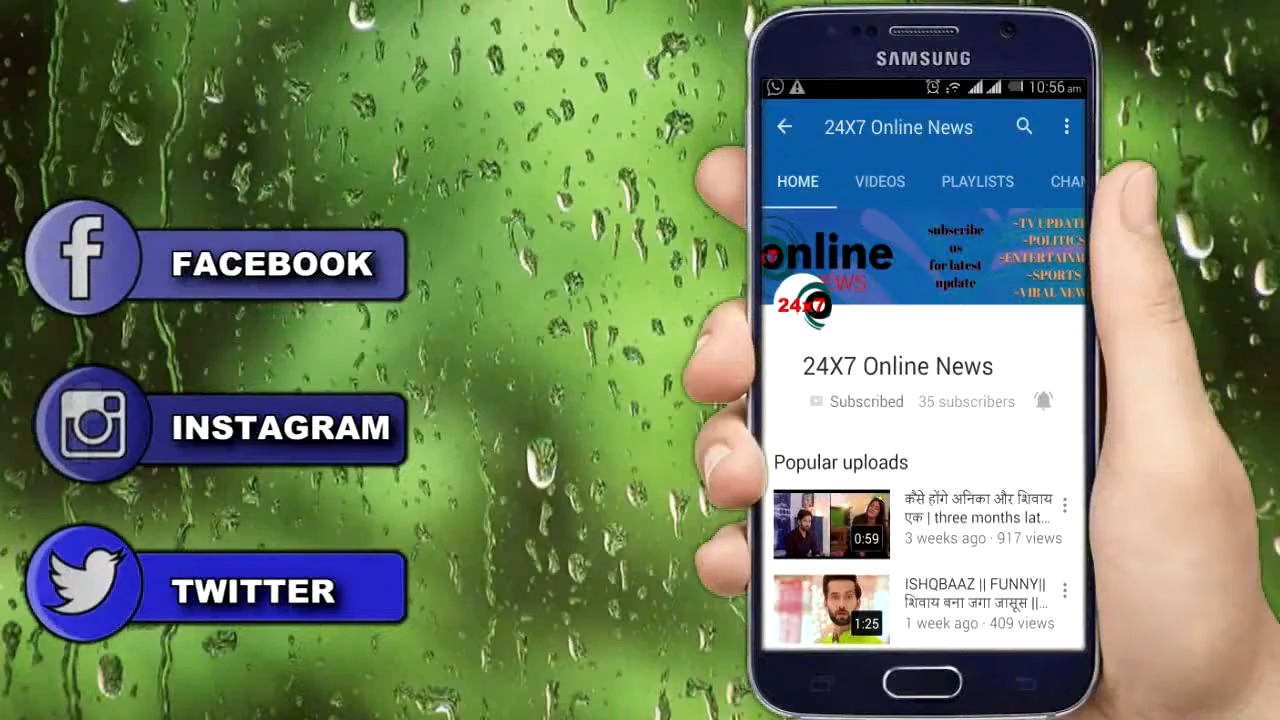 FACEBOOK
INSTAGRAM
TWITTER
SAMSUNG
10:56 am
24X7 Online News
HOME VIDEOS PLAYLISTS CHAN
online
NEWS
subscribe
us
for latest
update
~TV UPDAT
~POLITICS
~ENTERTAINM
~SPORTS
~VIRAL NEW
24x7
24X7 Online News
Subscribed 35 subscribers
Popular uploads
0:59
कैसे होंगे अनिका और शिवाय
एक | three months lat...
3 weeks ago · 917 views
1:25
ISHQBAAZ || FUNNY||
शिवाय बना जगा जासूस ||...
1 week ago · 409 views